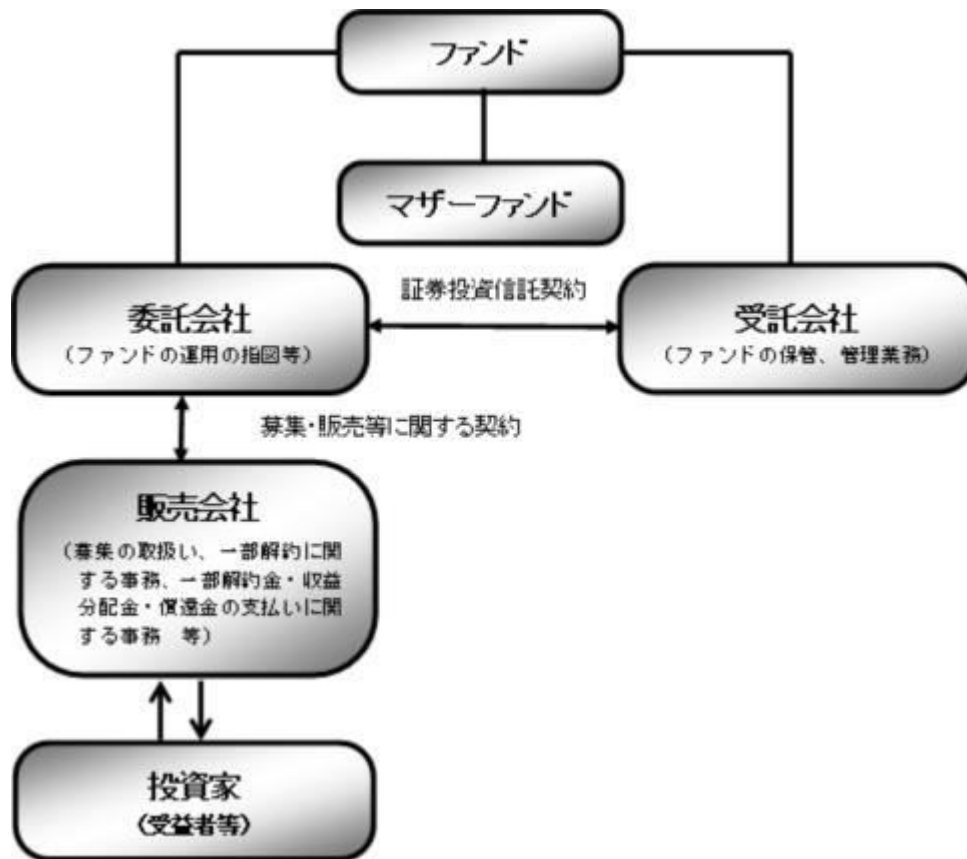 ファンド
マザーファンド
証券投資信託契約
委託会社
(ファンドの運用の指図等)
受託会社
(ファンドの保管、管理業務)
募集・販売等に関する契約
販売会社
(募集の取扱い、一部解約に関
する事務、一部解約金・収益
分配金・償還金の支払いに関
する事務　等)
投資家
(受益者等)